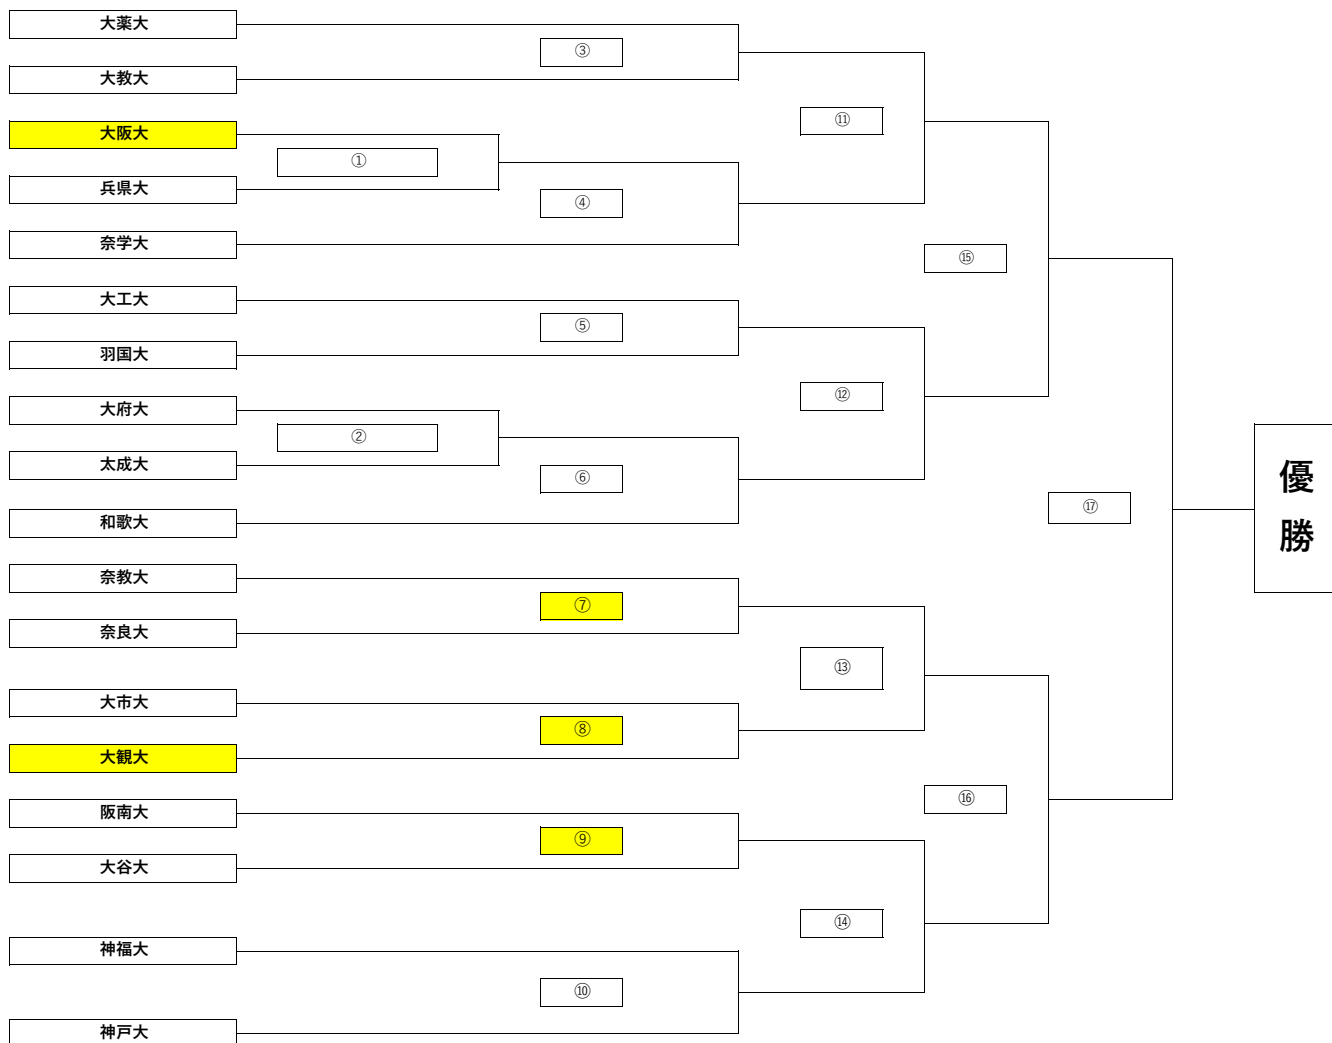 大薬大
③
大教大
⑪
大阪大
①
兵県大
④
奈学大
⑮
大工大
⑤
羽国大
⑫
大府大
②
太成大
⑥
和歌大
⑰
優
勝
奈教大
⑦
奈良大
⑬
大市大
⑧
大観大
⑯
阪南大
⑨
大谷大
⑭
神福大
⑩
神戸大